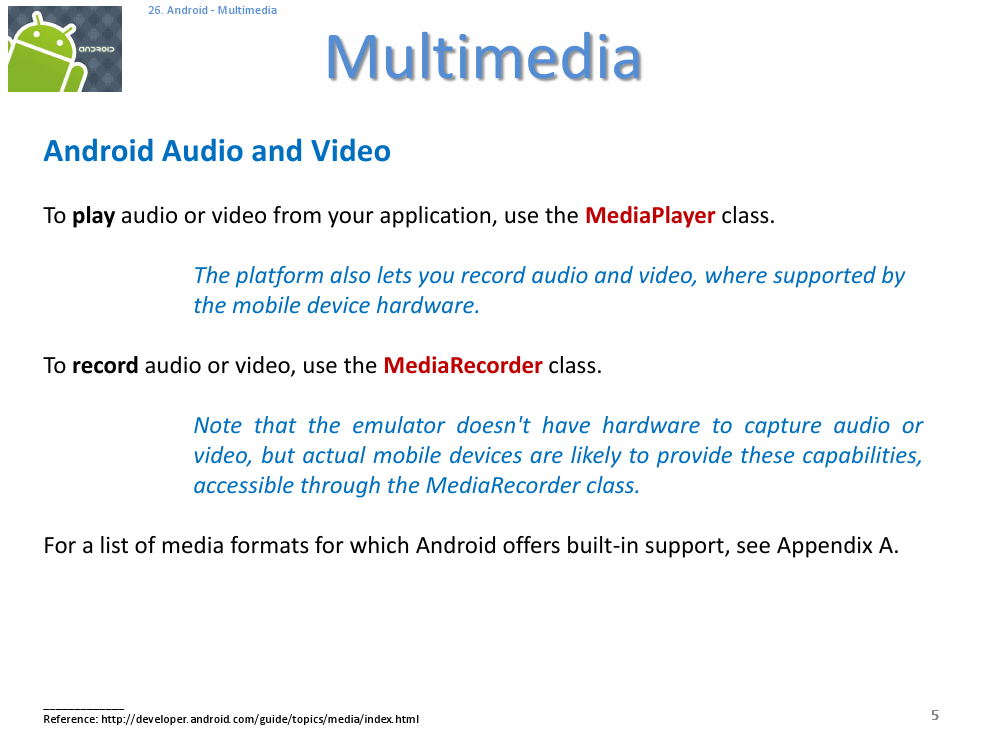 26. Android - Multimedia
ANDROID
Multimedia
Android Audio and Video
To play audio or video from your application, use the MediaPlayer class.
The platform also lets you record audio and video, where supported by
the mobile device hardware.
To record audio or video, use the MediaRecorder class.
Note that the emulator doesn't have hardware to capture audio or
video, but actual mobile devices are likely to provide these capabilities,
accessible through the MediaRecorder class.
For a list of media formats for which Android offers built-in support, see Appendix A.
_____________
Reference: http://developer.android.com/guide/topics/media/index.html
5